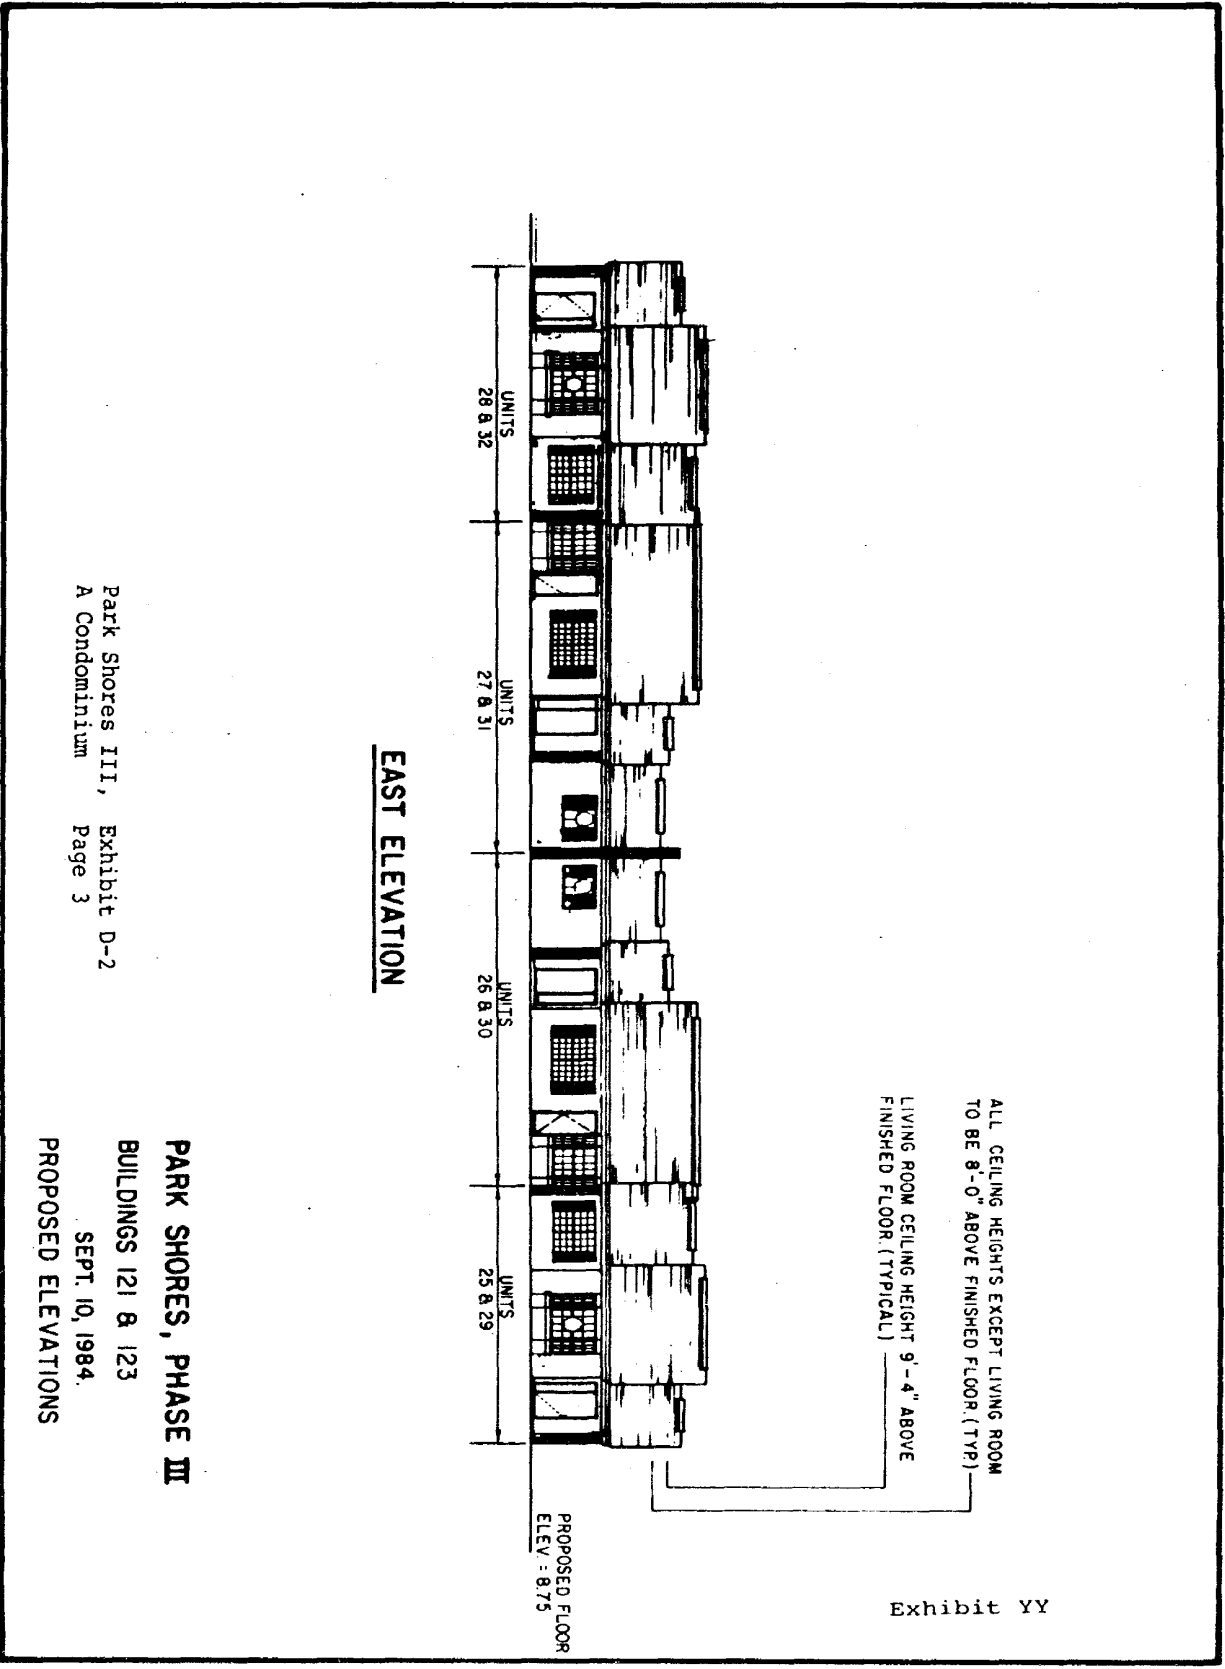 ALL CEILING HEIGHTS EXCEPT LIVING ROOM
TO BE 8'-0" ABOVE FINISHED FLOOR. (TYP.)
LIVING ROOM CEILING HEIGHT 9'-4" ABOVE
FINISHED FLOOR. (TYPICAL)
PROPOSED FLOOR
ELEV. = 8.75
UNITS
28 & 32
UNITS
27 & 31
UNITS
26 & 30
UNITS
25 & 29
EAST ELEVATION
Park Shores III, Exhibit D-2
A Condominium Page 3
PARK SHORES, PHASE III
BUILDINGS 121 & 123
SEPT. 10, 1984.
PROPOSED ELEVATIONS
Exhibit YY